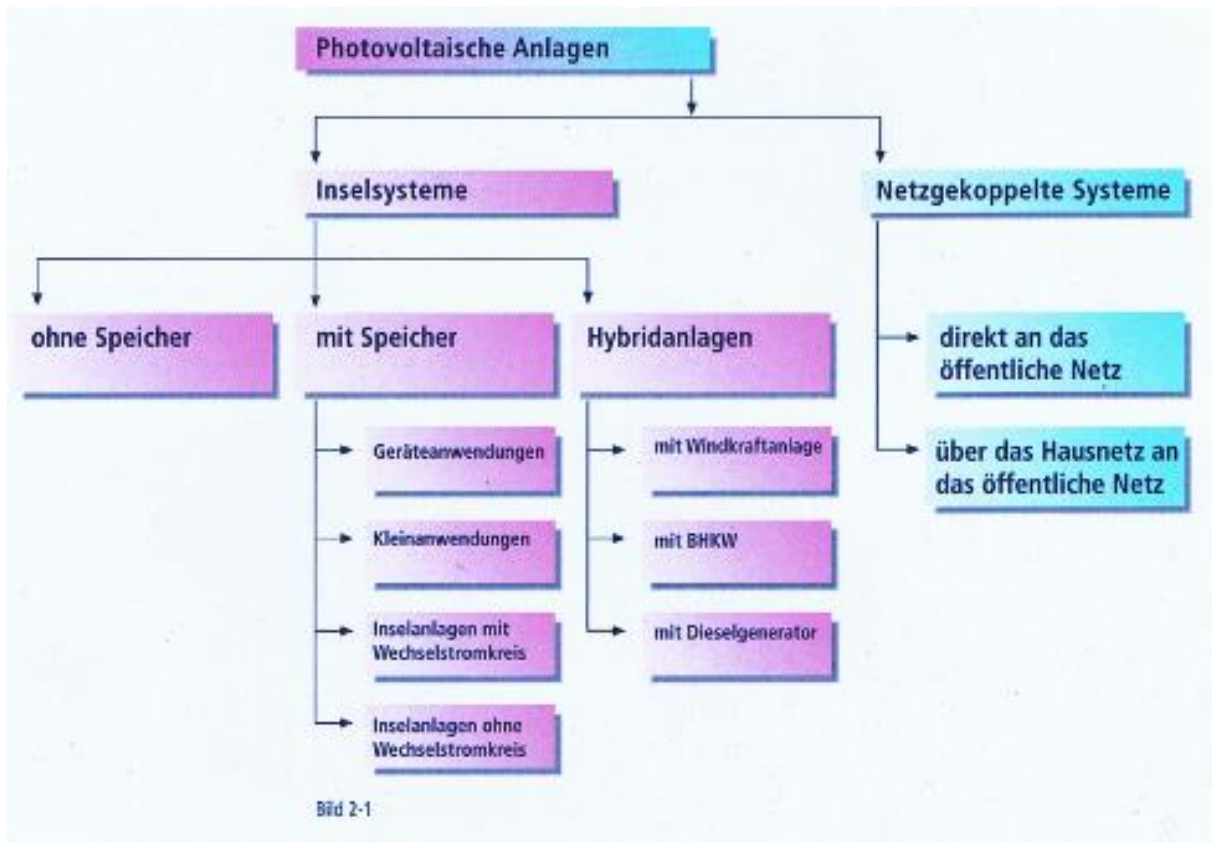 Photovoltaische Anlagen
Inselsysteme
Netzgekoppelte Systeme
ohne Speicher
mit Speicher
Hybridanlagen
direkt an das
öffentliche Netz
über das Hausnetz an
das öffentliche Netz
Geräteanwendungen
Kleinanwendungen
Inselanlagen mit
Wechselstromkreis
Inselanlagen ohne
Wechselstromkreis
mit Windkraftanlage
mit BHKW
mit Dieselgenerator
Bild 2-1